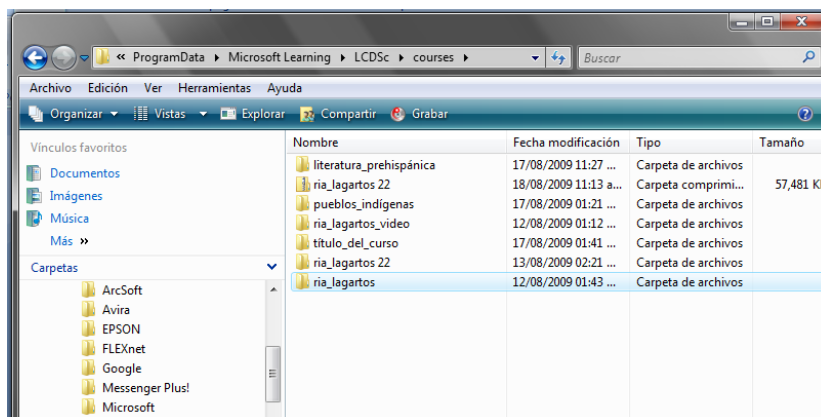 « ProgramData Microsoft Learning LCDSc courses Buscar
Archivo Edición Ver Herramientas Ayuda
Organizar Vistas Explorar Compartir Grabar
Vínculos favoritos
Documentos
Imágenes
Música
Más »
Carpetas
ArcSoft
Avira
EPSON
FLEXnet
Google
Messenger Plus!
Microsoft
Nombre Fecha modificación Tipo Tamaño
literatura_prehispánica 17/08/2009 11:27 ... Carpeta de archivos
ria_lagartos 22 18/08/2009 11:13 a... Carpeta comprimi... 57,481 K
pueblos_indígenas 17/08/2009 01:21 ... Carpeta de archivos
ria_lagartos_video 12/08/2009 01:12 ... Carpeta de archivos
título_del_curso 17/08/2009 01:41 ... Carpeta de archivos
ria_lagartos 22 13/08/2009 02:21 ... Carpeta de archivos
ria_lagartos 12/08/2009 01:43 ... Carpeta de archivos